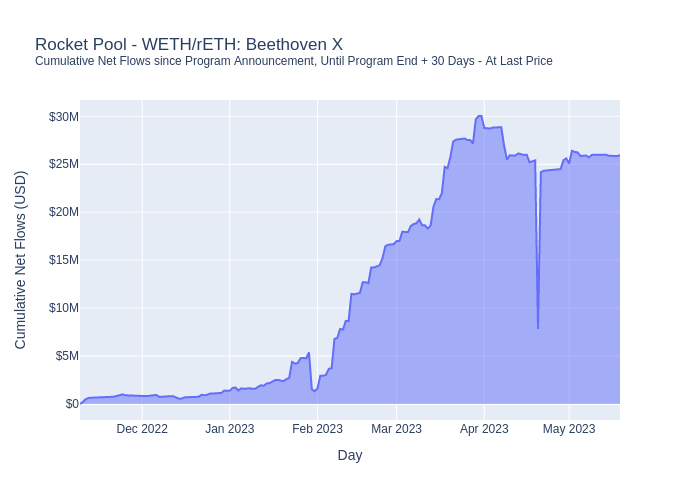 Rocket Pool - WETH/rETH: Beethoven X
Cumulative Net Flows since Program Announcement, Until Program End + 30 Days - At Last Price
Cumulative Net Flows (USD)
$30M
$25M
$20M
$15M
$10M
$5M
$0
Dec 2022
Jan 2023
Feb 2023
Mar 2023
Apr 2023
May 2023
Day